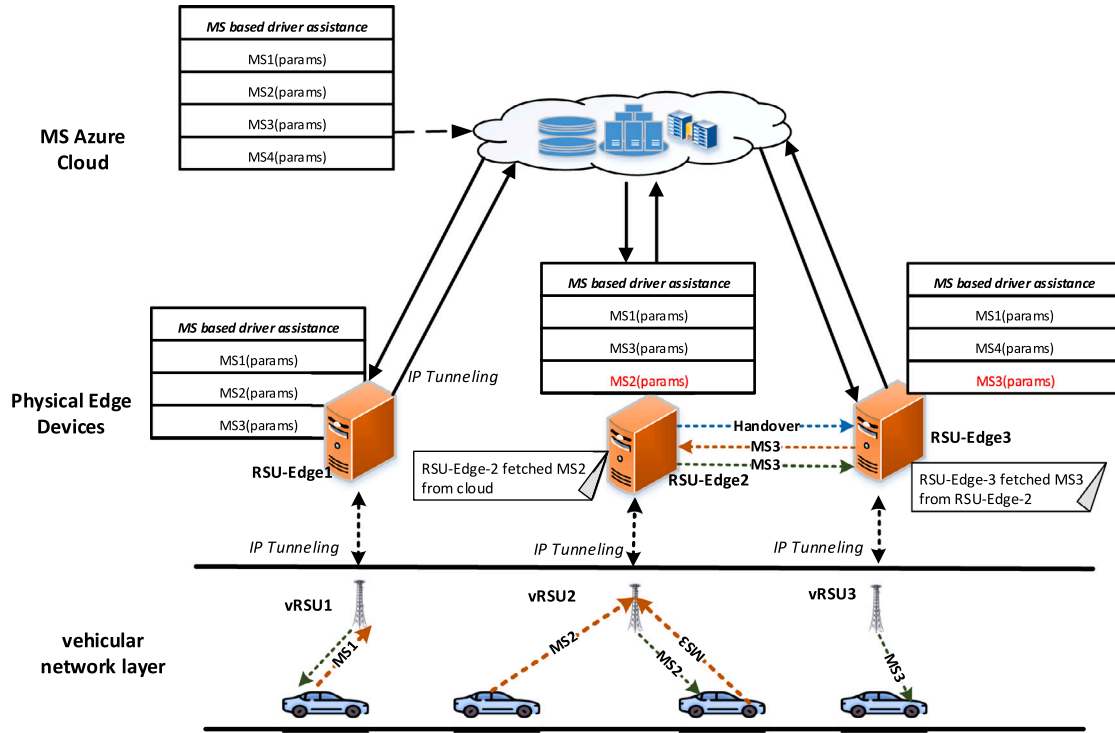 MS based driver assistance
MS1(params)
MS2(params)
MS3(params)
MS4(params)
MS Azure
Cloud
MS based driver assistance
MS1(params)
MS2(params)
MS3(params)
IP Tunneling
MS based driver assistance
MS1(params)
MS3(params)
MS2(params)
MS based driver assistance
MS1(params)
MS4(params)
MS3(params)
Physical Edge
Devices
RSU-Edge1
RSU-Edge-2 fetched MS2
from cloud
RSU-Edge2
Handover
MS3
MS3
RSU-Edge3
RSU-Edge-3 fetched MS3
from RSU-Edge-2
IP Tunneling
IP Tunneling
IP Tunneling
vRSU1
vRSU2
vRSU3
vehicular
network layer
MS1
MS2
MS2
MS3
MS3